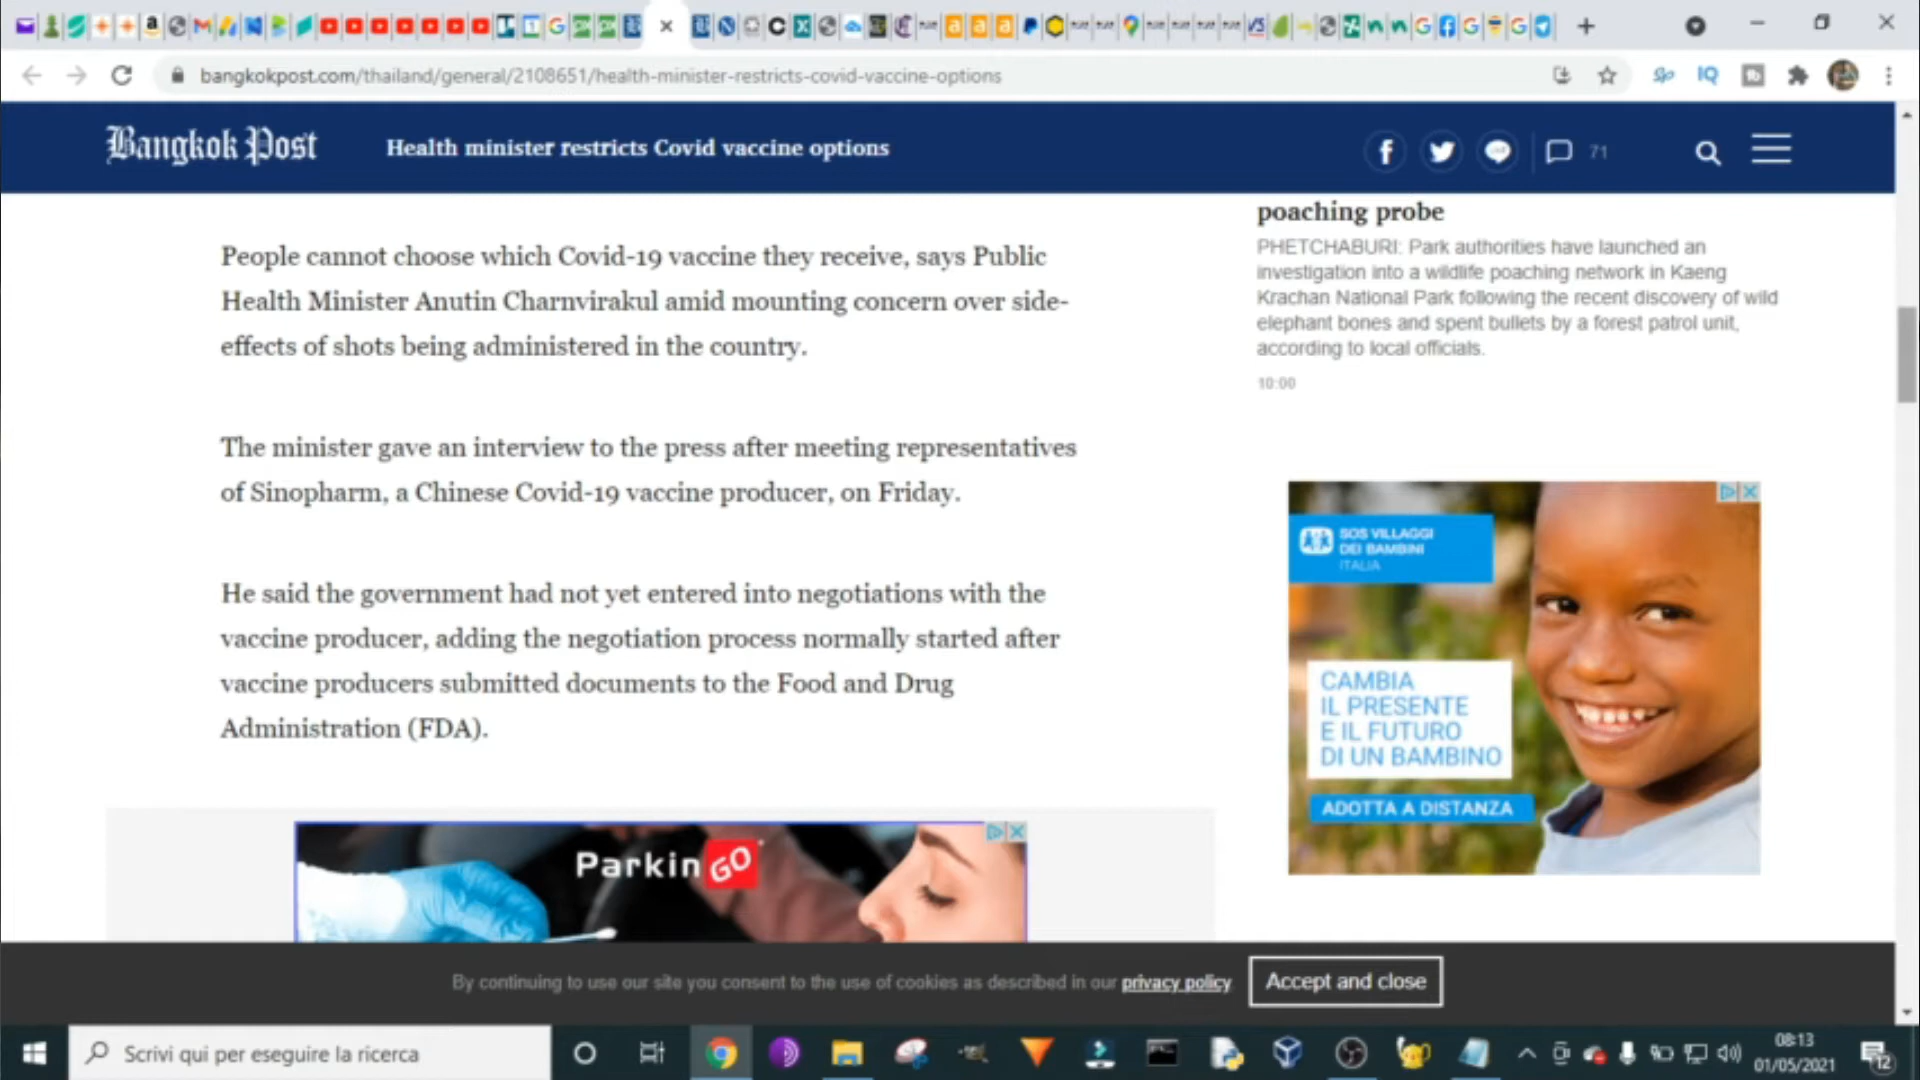 bangkokpost.com/thailand/general/2108651/health-minister-restricts-covid-vaccine-options
Bangkok Post
Health minister restricts Covid vaccine options
71
People cannot choose which Covid-19 vaccine they receive, says Public
Health Minister Anutin Charnvirakul amid mounting concern over side-
effects of shots being administered in the country.
The minister gave an interview to the press after meeting representatives
of Sinopharm, a Chinese Covid-19 vaccine producer, on Friday.
He said the government had not yet entered into negotiations with the
vaccine producer, adding the negotiation process normally started after
vaccine producers submitted documents to the Food and Drug
Administration (FDA).
poaching probe
PHETCHABURI: Park authorities have launched an
investigation into a wildlife poaching network in Kaeng
Krachan National Park following the recent discovery of wild
elephant bones and spent bullets by a forest patrol unit,
according to local officials.
10:00
SOS VILLAGGI
DEI BAMBINI
ITALIA
CAMBIA
IL PRESENTE
E IL FUTURO
DI UN BAMBINO
ADOTTA A DISTANZA
Parkin GO
By continuing to use our site you consent to the use of cookies as described in our privacy policy
Accept and close
Scrivi qui per eseguire la ricerca
08:13
01/05/2021
12